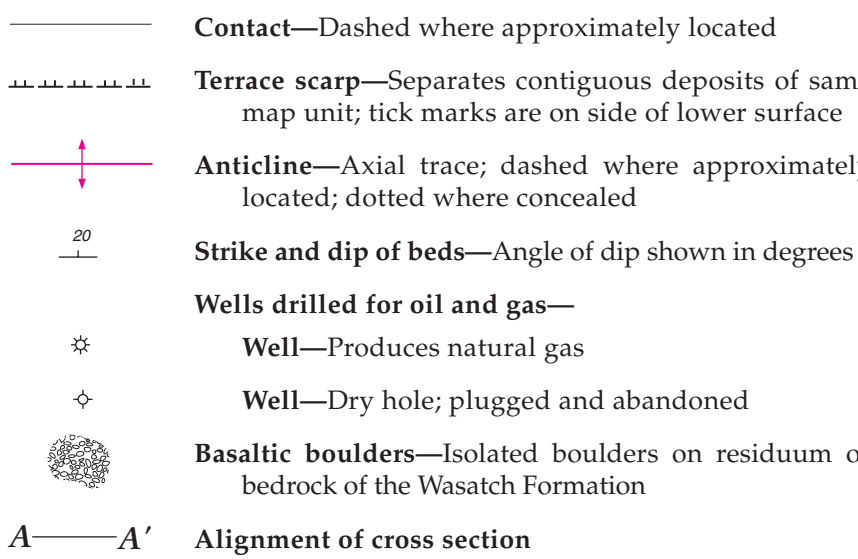 Contact—Dashed where approximately located
Terrace scarp—Separates contiguous deposits of sam
map unit; tick marks are on side of lower surface
Anticline—Axial trace; dashed where approximatel
located; dotted where concealed
20
Strike and dip of beds—Angle of dip shown in degrees
Wells drilled for oil and gas—
Well—Produces natural gas
Well—Dry hole; plugged and abandoned
Basaltic boulders—Isolated boulders on residuum o
bedrock of the Wasatch Formation
A A′ Alignment of cross section